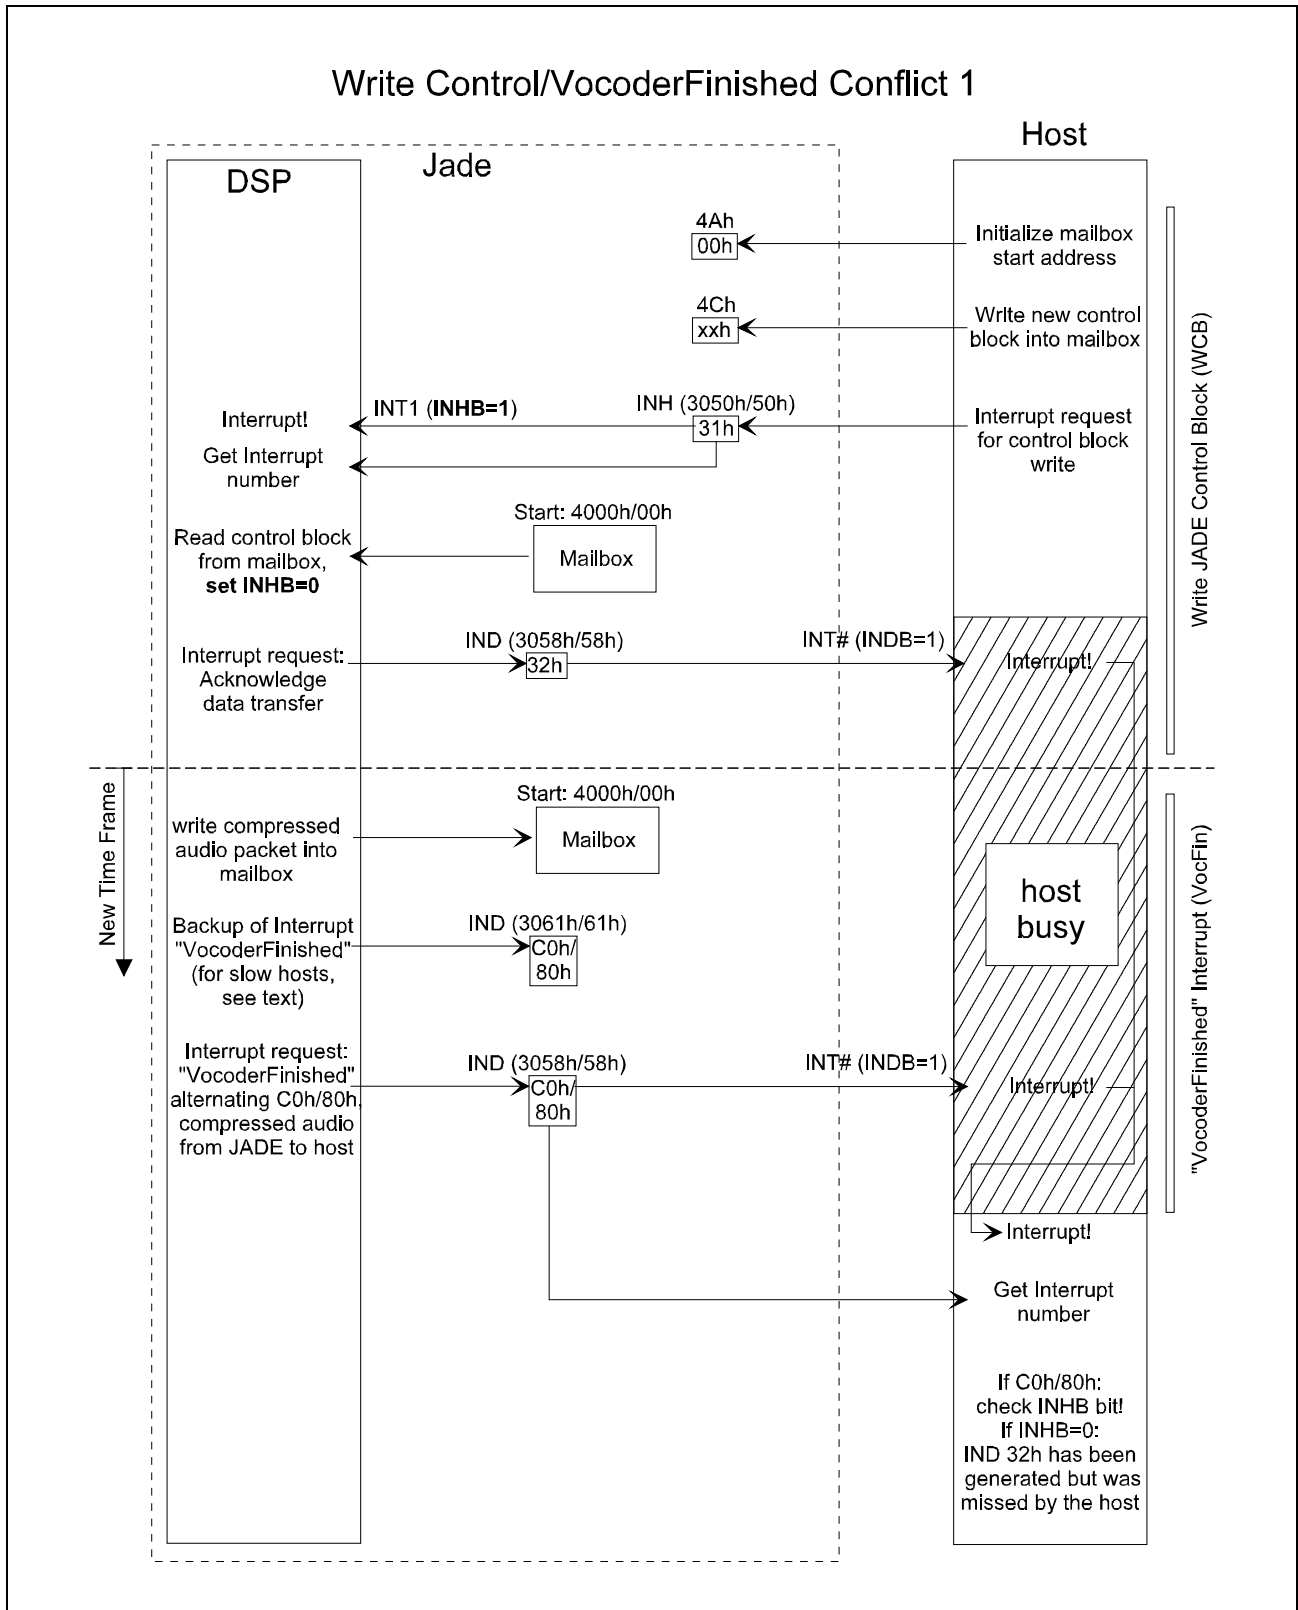 Write Control/VocoderFinished Conflict 1
Host
Jade
DSP
4Ah
00h
Initialize mailbox
start address
4Ch
xxh
Write new control
block into mailbox
Interrupt!
INT1 (INHB=1)
INH (3050h/50h)
31h
Interrupt request
for control block
write
Get Interrupt
number
Start: 4000h/00h
Mailbox
Read control block
from mailbox,
set INHB=0
Write JADE Control Block (WCB)
IND (3058h/58h)
32h
INT# (INDB=1)
Interrupt!
Interrupt request:
Acknowledge
data transfer
New Time Frame
Start: 4000h/00h
Mailbox
write compressed
audio packet into
mailbox
host
busy
Backup of Interrupt
"VocoderFinished"
(for slow hosts,
see text)
IND (3061h/61h)
C0h/
80h
"VocoderFinished" Interrupt (VocFin)
Interrupt request:
"VocoderFinished"
alternating C0h/80h,
compressed audio
from JADE to host
IND (3058h/58h)
C0h/
80h
INT# (INDB=1)
Interrupt!
Interrupt!
Get Interrupt
number
If C0h/80h:
check INHB bit!
If INHB=0:
IND 32h has been
generated but was
missed by the host